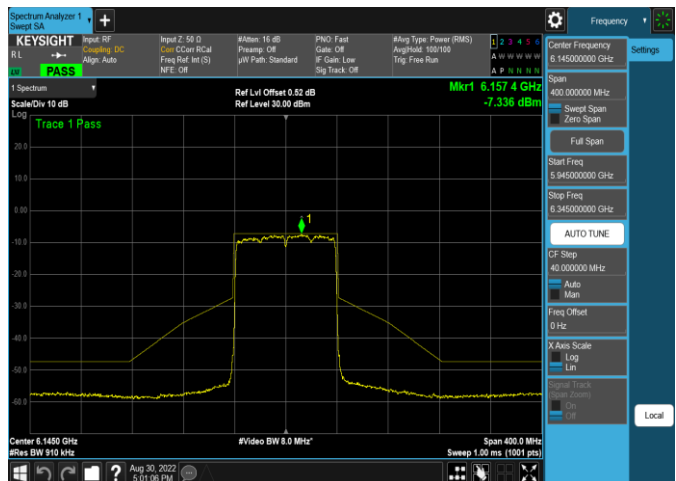 Spectrum Analyzer 1
Swept SA
+
Frequency
KEYSIGHT
R L
LW PASS
Input: RF
Coupling: DC
Align: Auto
Input Z: 50 Ω
Corr CCorr RCal
Freq Ref: Int (S)
NFE: Off
#Atten: 16 dB
Preamp: Off
µW Path: Standard
PNO: Fast
Gate: Off
IF Gain: Low
Sig Track: Off
#Avg Type: Power (RMS)
Avg|Hold: 100/100
Trig: Free Run
1 2 3 4 5 6
A W W W W W
A P N N N N
1 Spectrum
Scale/Div 10 dB
Ref Lvl Offset 0.52 dB
Ref Level 30.00 dBm
Mkr1 6.157 4 GHz
-7.336 dBm
Log
Trace 1 Pass
20.0
10.0
0.00
-10.0
-20.0
-30.0
-40.0
-50.0
-60.0
1
Center 6.1450 GHz
#Res BW 910 kHz
#Video BW 8.0 MHz*
Span 400.0 MHz
Sweep 1.00 ms (1001 pts)
?
Aug 30, 2022
5:01:06 PM
Center Frequency
6.145000000 GHz
Span
400.000000 MHz
Swept Span
Zero Span
Full Span
Start Freq
5.945000000 GHz
Stop Freq
6.345000000 GHz
AUTO TUNE
CF Step
40.000000 MHz
Auto
Man
Freq Offset
0 Hz
X Axis Scale
Log
Lin
Signal Track
(Span Zoom)
On
Off
Settings
Local